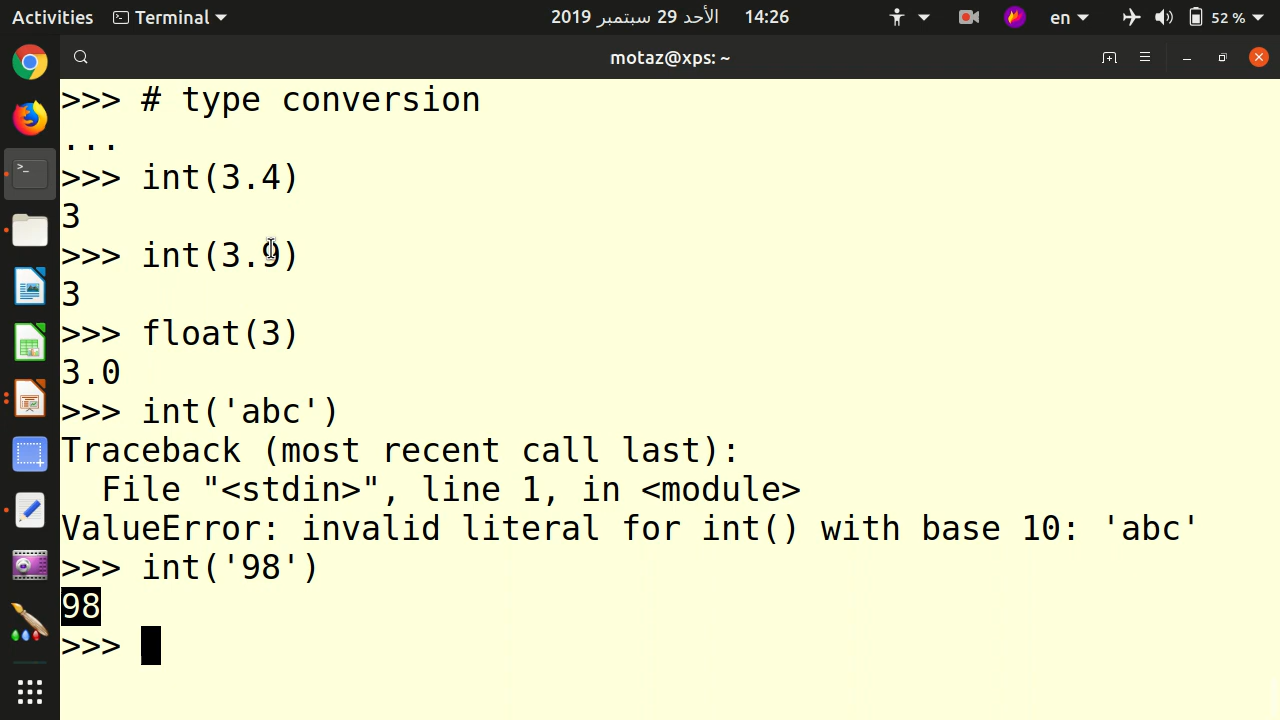 Activities Terminal الأحد 29 سبتمبر 2019 14:26 en 52 %
motaz@xps: ~
>>> # type conversion
...
>>> int(3.4)
3
>>> int(3.9)
3
>>> float(3)
3.0
>>> int('abc')
Traceback (most recent call last):
  File "<stdin>", line 1, in <module>
ValueError: invalid literal for int() with base 10: 'abc'
>>> int('98')
98
>>>